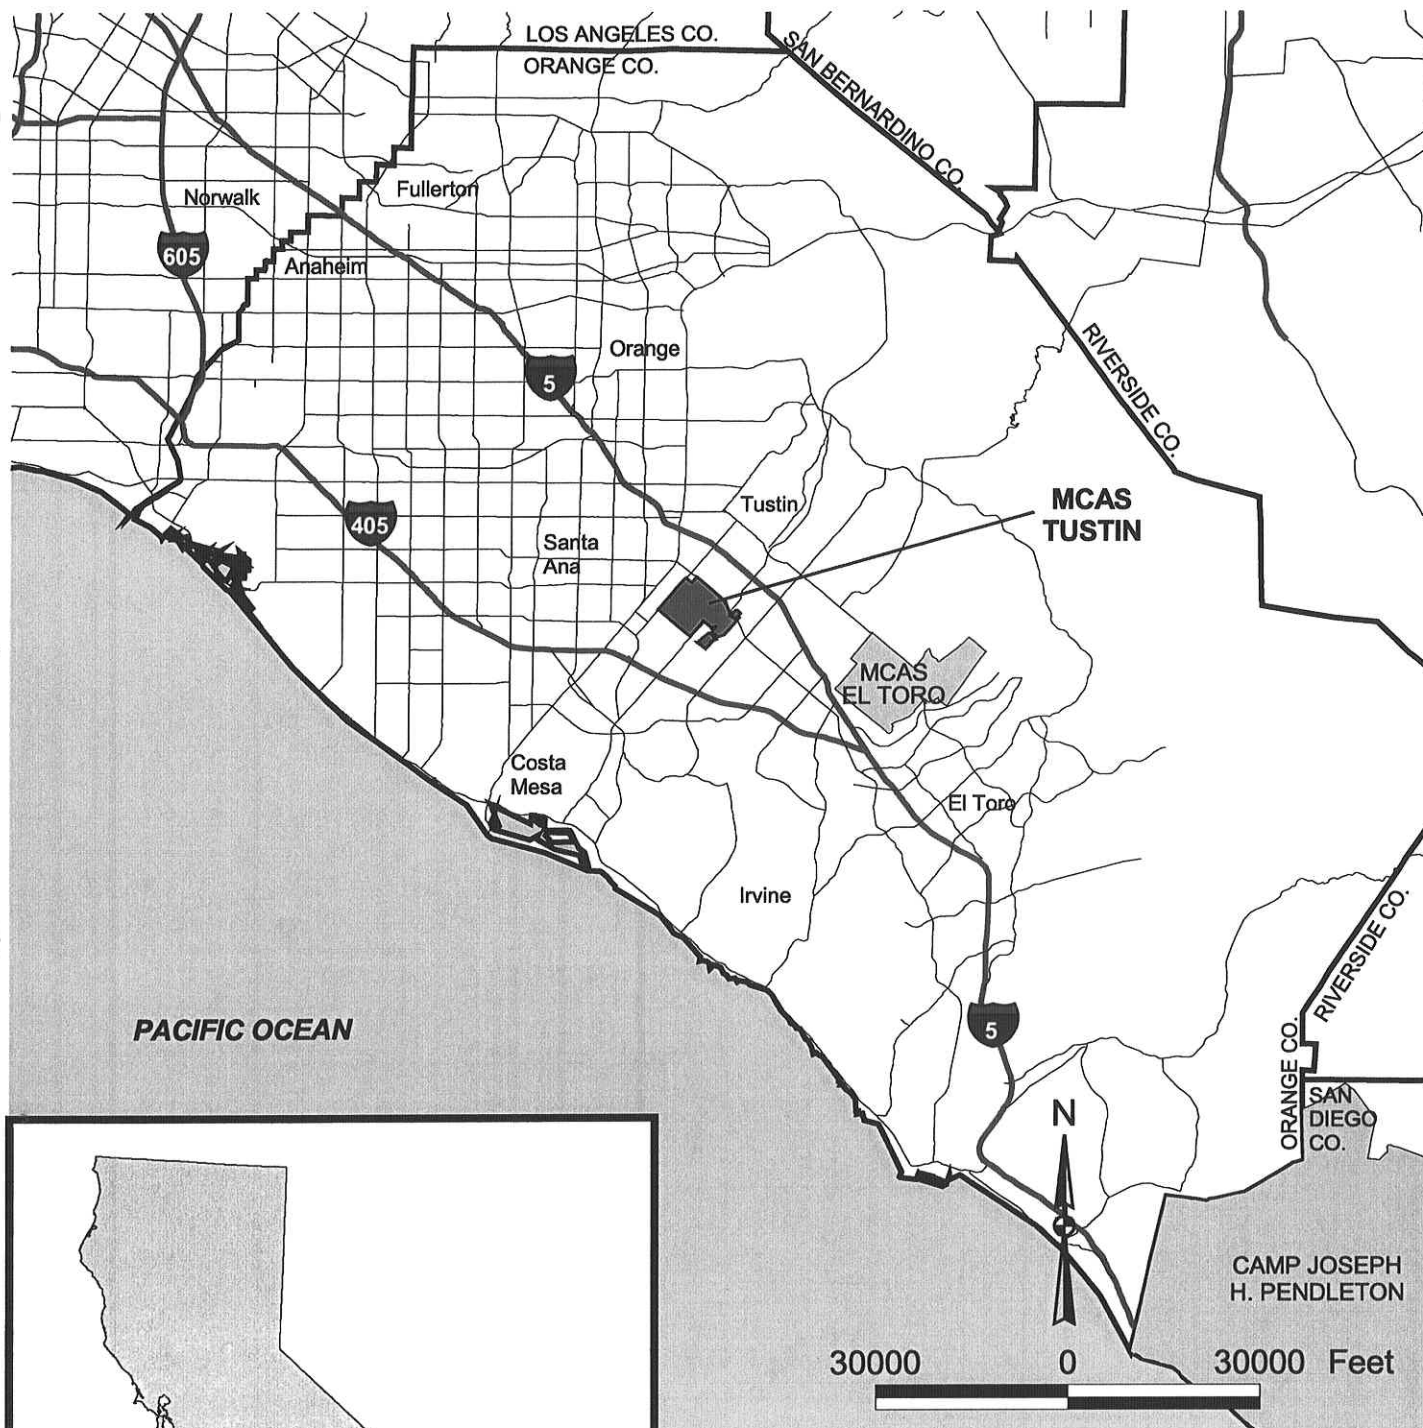 LOS ANGELES CO.
ORANGE CO.
SAN BERNARDINO CO.
Norwalk
Fullerton
605
Anaheim
Orange
5
RIVERSIDE CO.
MCAS
TUSTIN
Tustin
405
Santa
Ana
MCAS
EL TORO
Costa
Mesa
El Toro
Irvine
RIVERSIDE CO.
PACIFIC OCEAN
5
ORANGE CO.
SAN
DIEGO
CO.
N
CAMP JOSEPH
H. PENDLETON
30000 0 30000 Feet